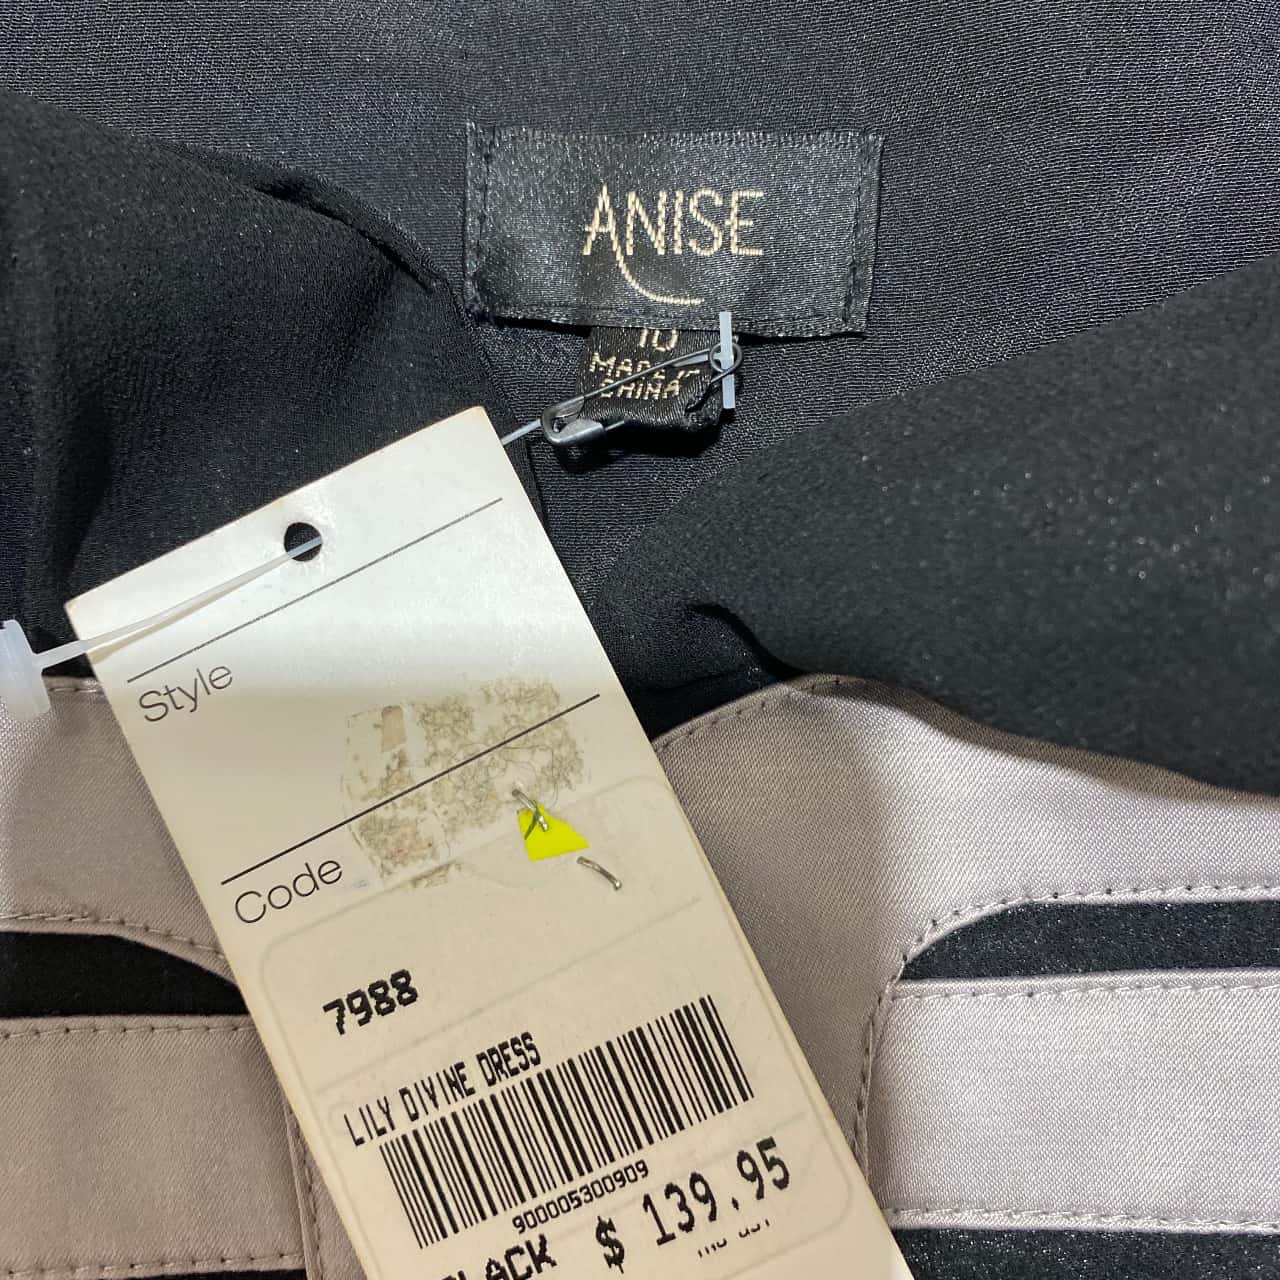 ANISE
10
MADE IN
CHINA
Style
Code
7988
LILY DIVINE DRESS
900005300909
BLACK
$ 139.95